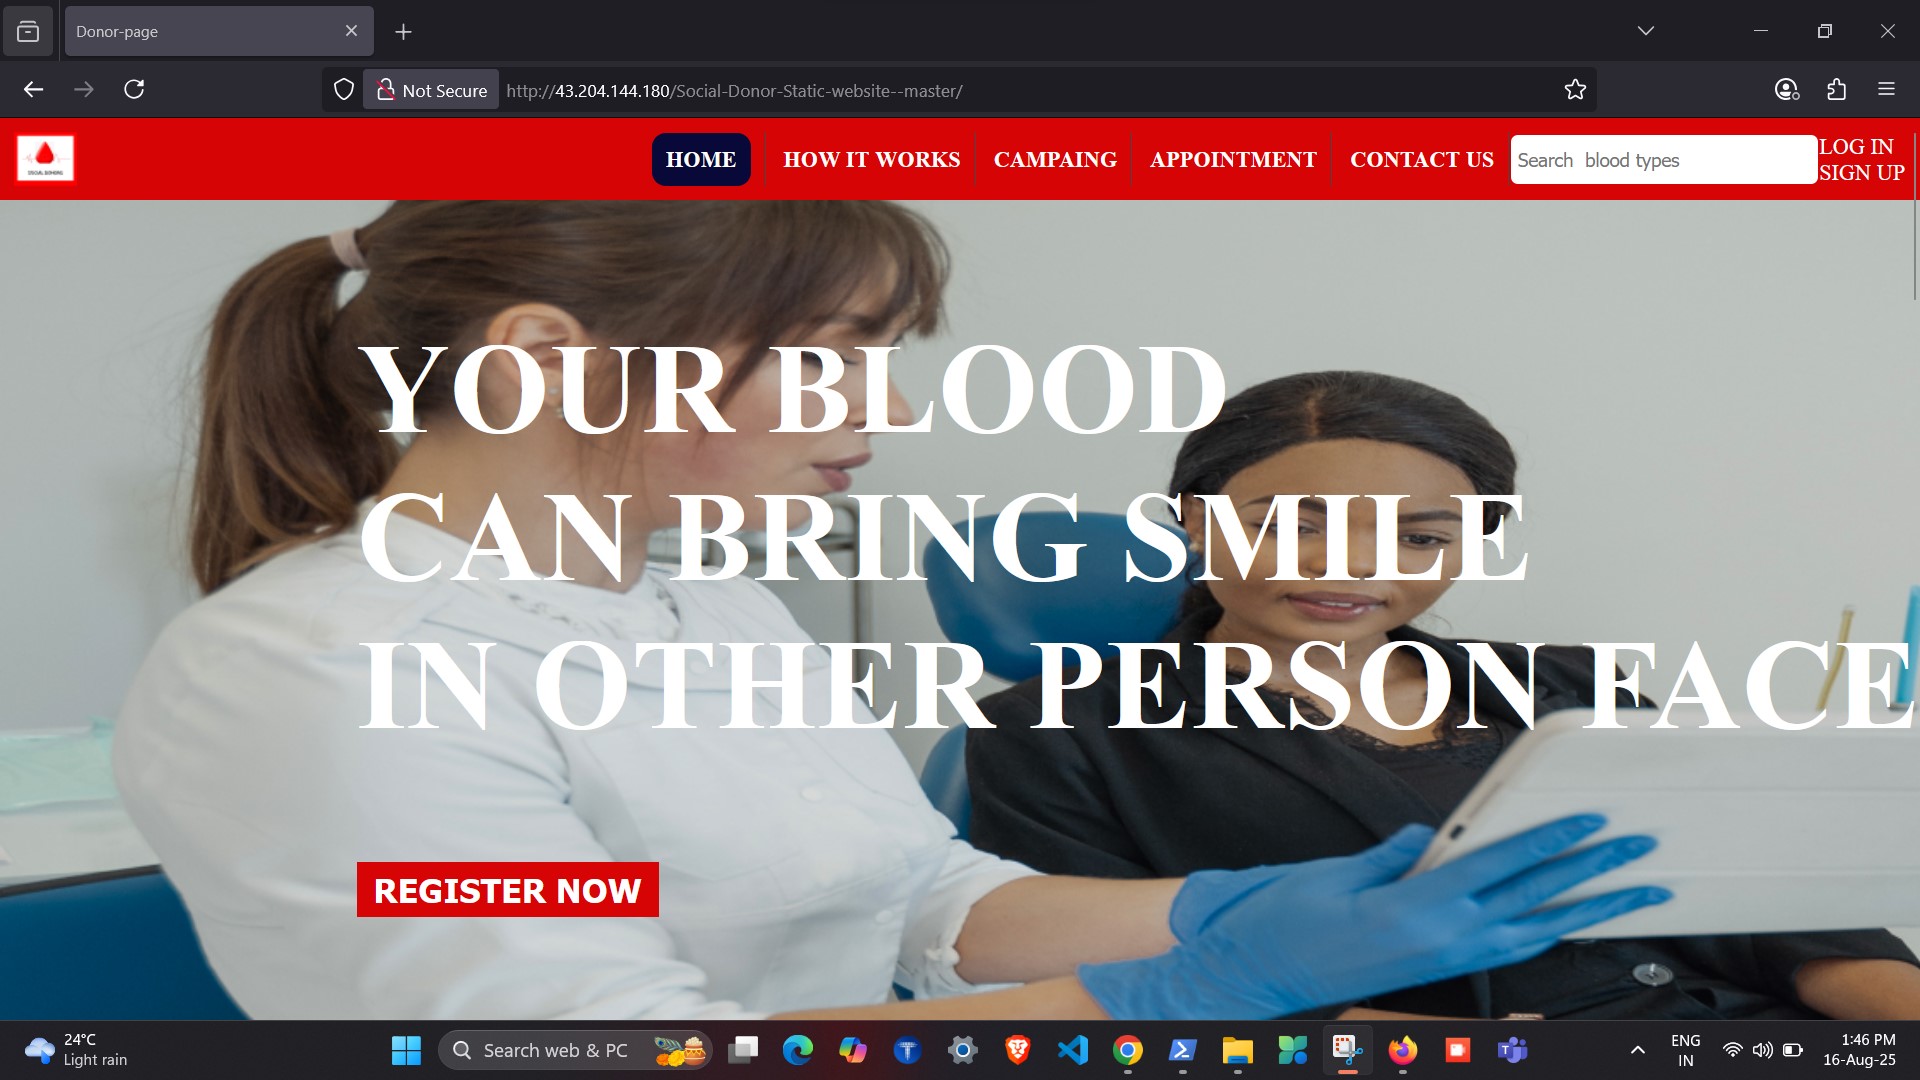 Donor-page
Not Secure
http://43.204.144.180/Social-Donor-Static-website--master/
HOME
HOW IT WORKS
CAMPAING
APPOINTMENT
CONTACT US
Search  blood types
LOG IN
SIGN UP
YOUR BLOOD
CAN BRING SMILE
IN OTHER PERSON FACE
REGISTER NOW
24°C
Light rain
Search web & PC
ENG
IN
1:46 PM
16-Aug-25